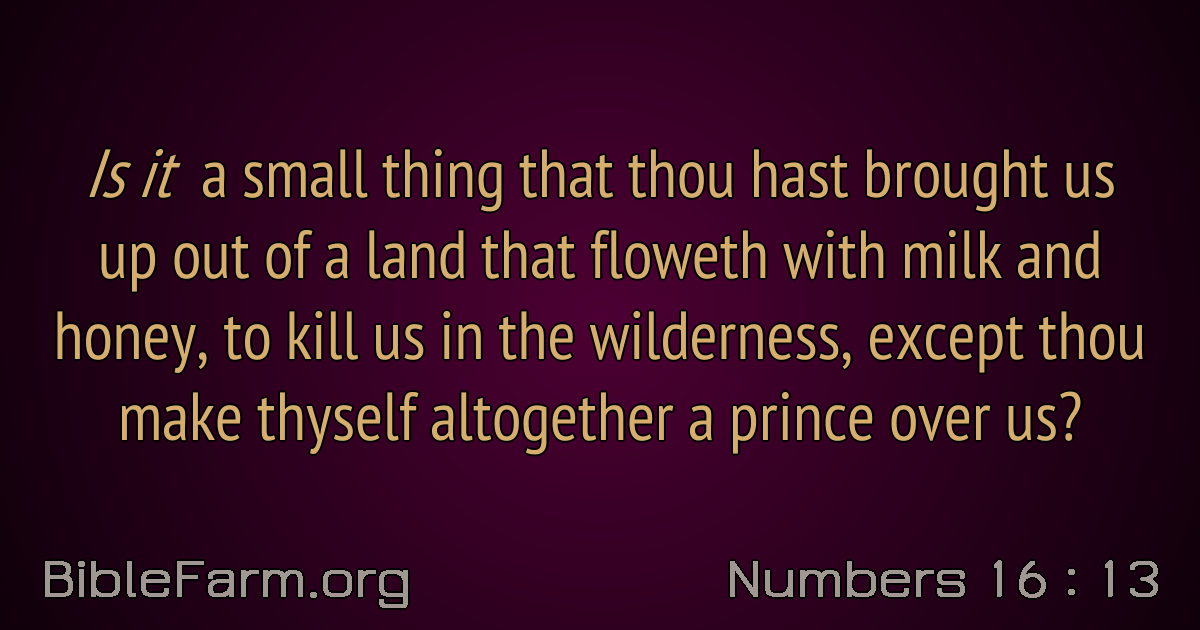 Is it a small thing that thou hast brought us
up out of a land that floweth with milk and
honey, to kill us in the wilderness, except thou
make thyself altogether a prince over us?
BibleFarm.org
Numbers 16 : 13